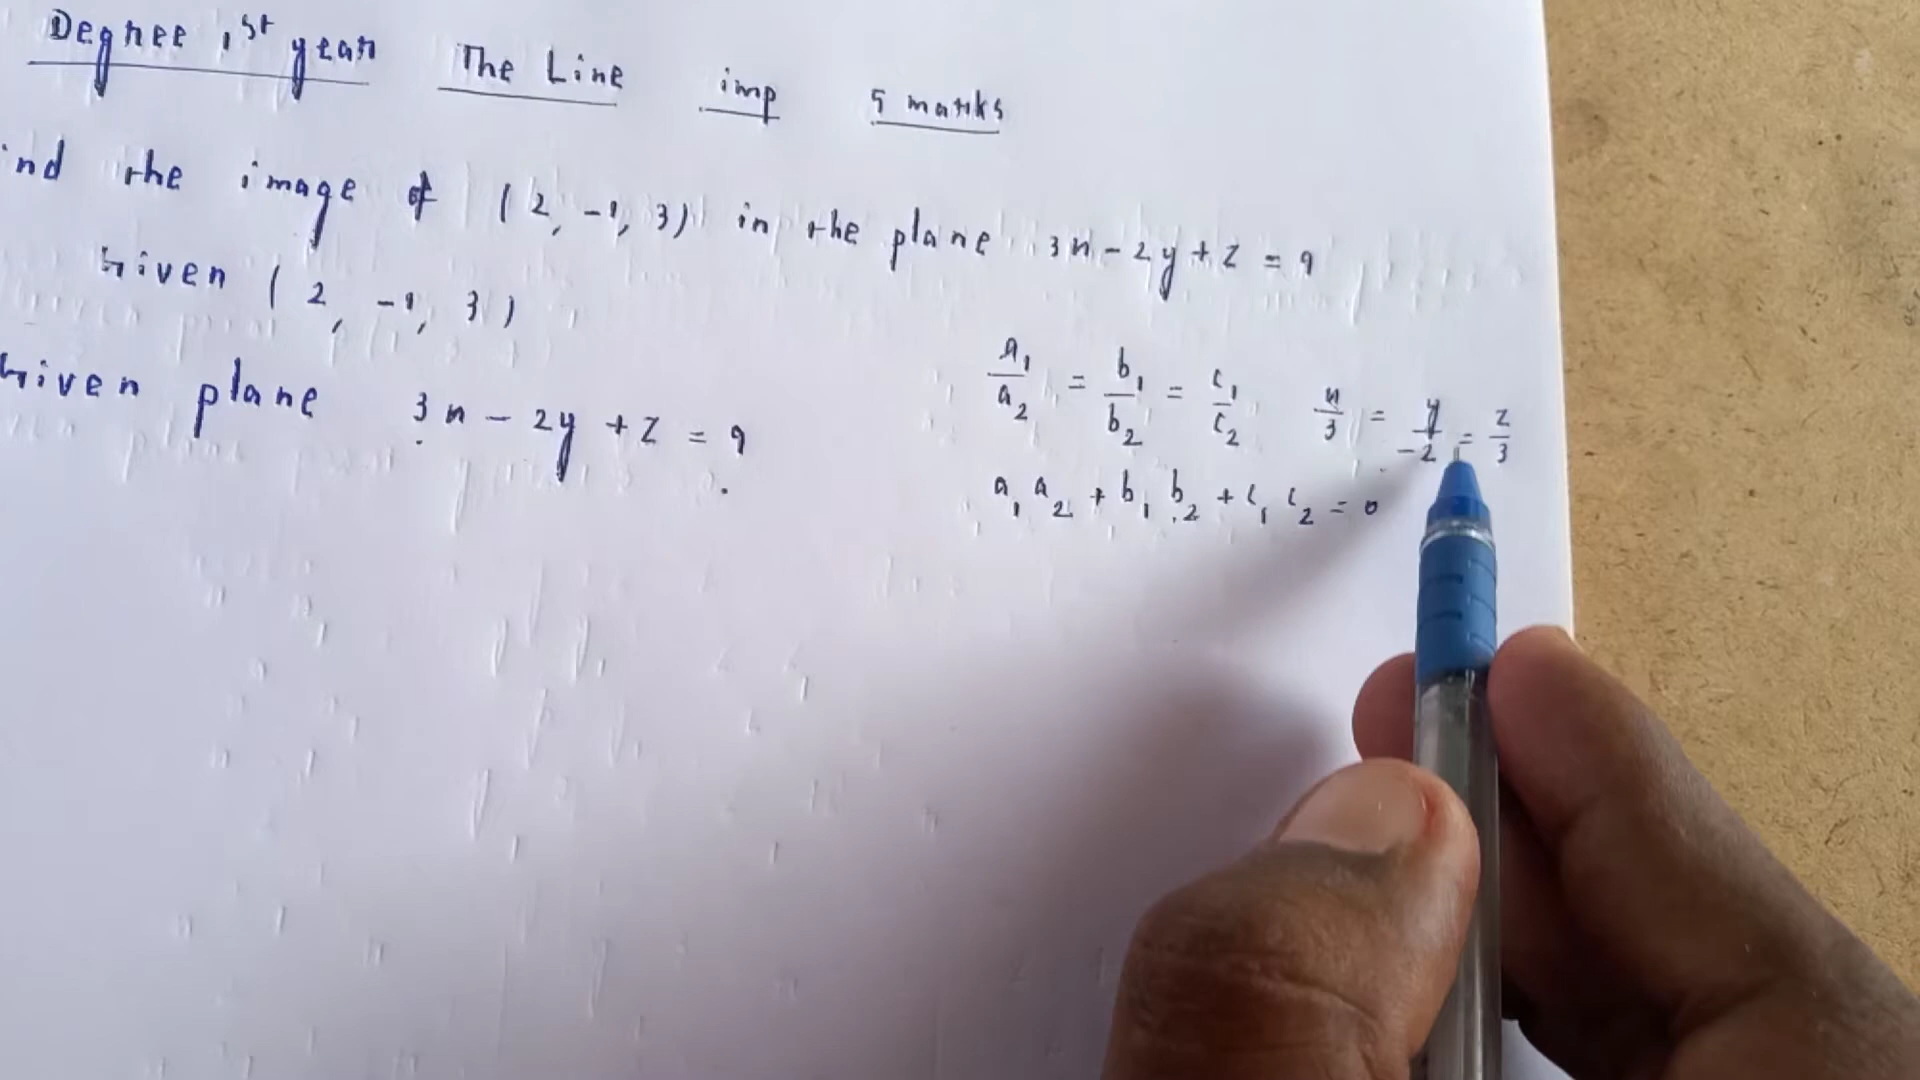 Degree 1st year The Line imp 5 marks
ind the image of (2, -1, 3) in the plane 3x - 2y + z = 9
Given (2, -1, 3)
Given plane 3x - 2y + z = 9
a₁/a₂ = b₁/b₂ = c₁/c₂ x/3 = y/-2 = z/3
a₁a₂ + b₁b₂ + c₁c₂ = 0